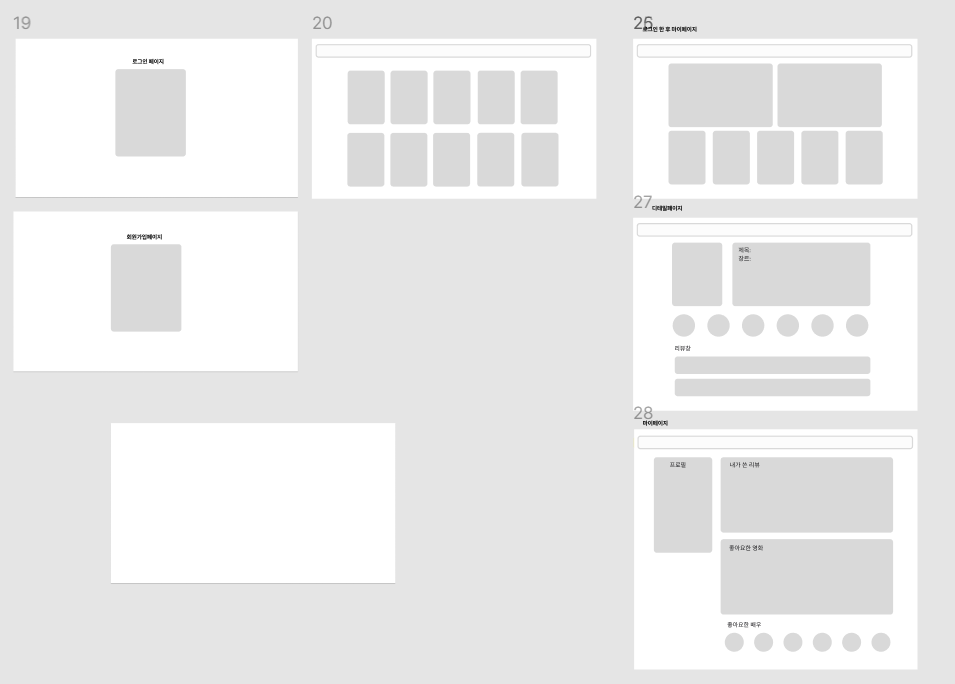 19
로그인 페이지
회원가입페이지
20
26
로그인 한 후 마이페이지
27
디테일페이지
제목:
장르:
리뷰창
28
마이페이지
프로필
내가 쓴 리뷰
좋아요한 영화
좋아요한 배우